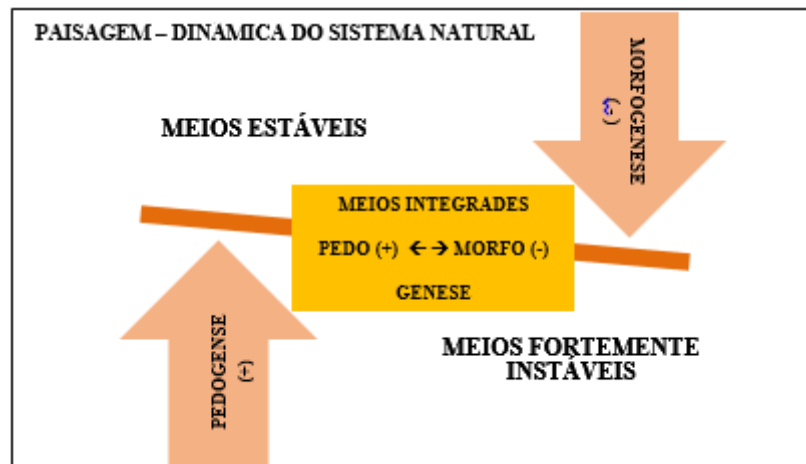 PAISAGEM – DINAMICA DO SISTEMA NATURAL
MORFOGENESE
(-)
MEIOS ESTÁVEIS
MEIOS INTEGRADES
PEDO (+) ←→ MORFO (-)
GENESE
PEDOGENSE
(+)
MEIOS FORTEMENTE
INSTÁVEIS